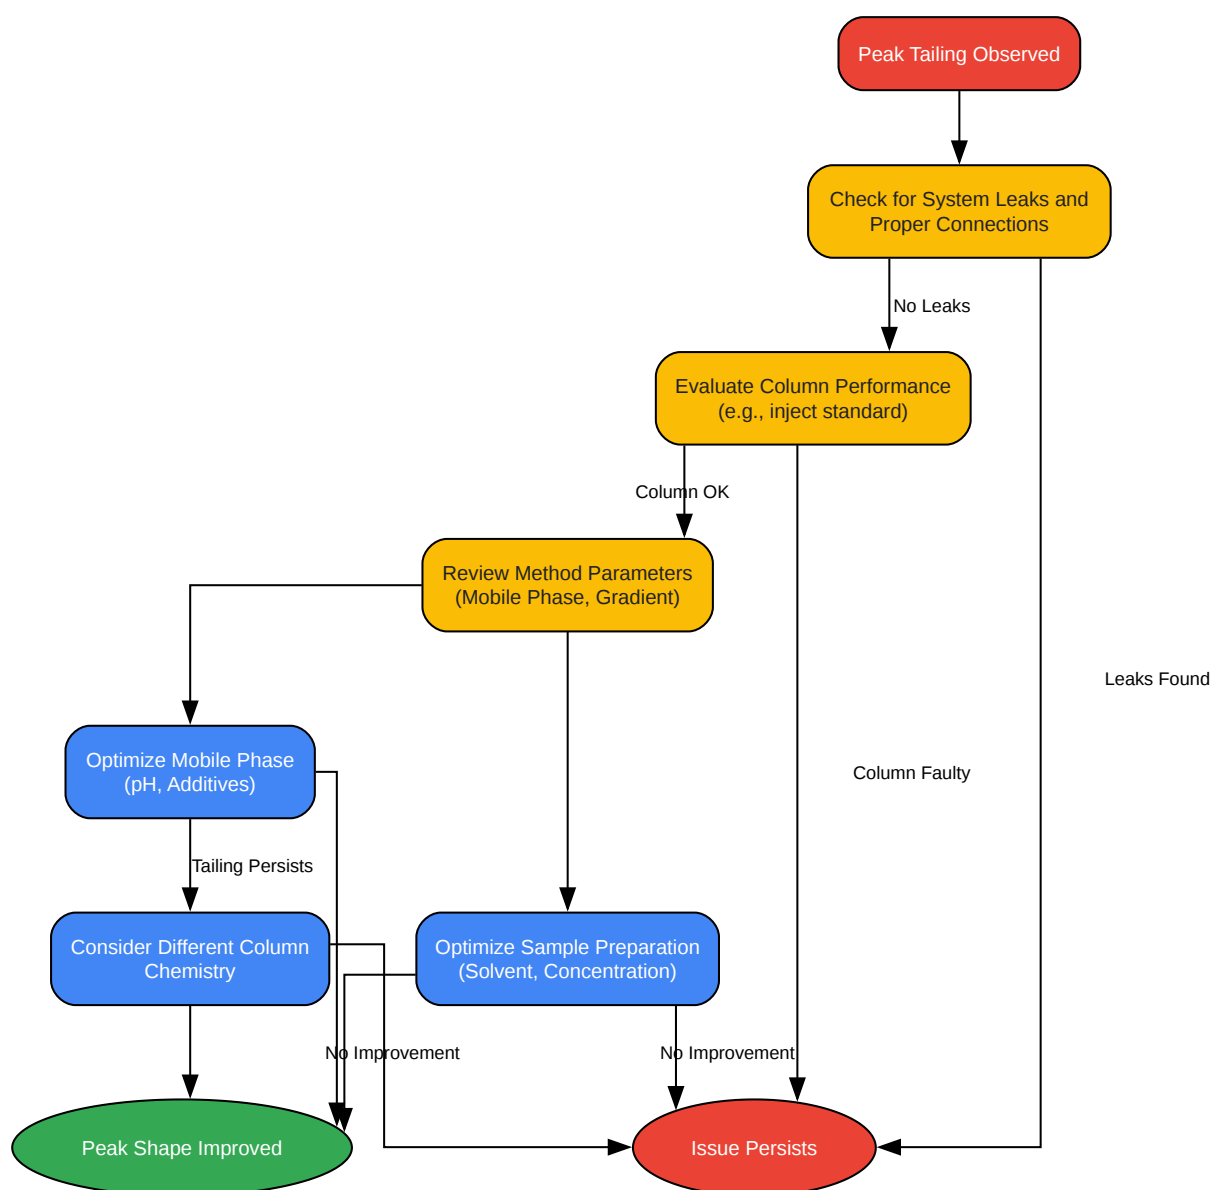 Peak Tailing Observed
Check for System Leaks and
Proper Connections
No Leaks
Evaluate Column Performance
(e.g., inject standard)
Column OK
Review Method Parameters
(Mobile Phase, Gradient)
Leaks Found
Optimize Mobile Phase
(pH, Additives)
Column Faulty
Tailing Persists
Consider Different Column
Chemistry
Optimize Sample Preparation
(Solvent, Concentration)
No Improvement
No Improvement
Peak Shape Improved
Issue Persists